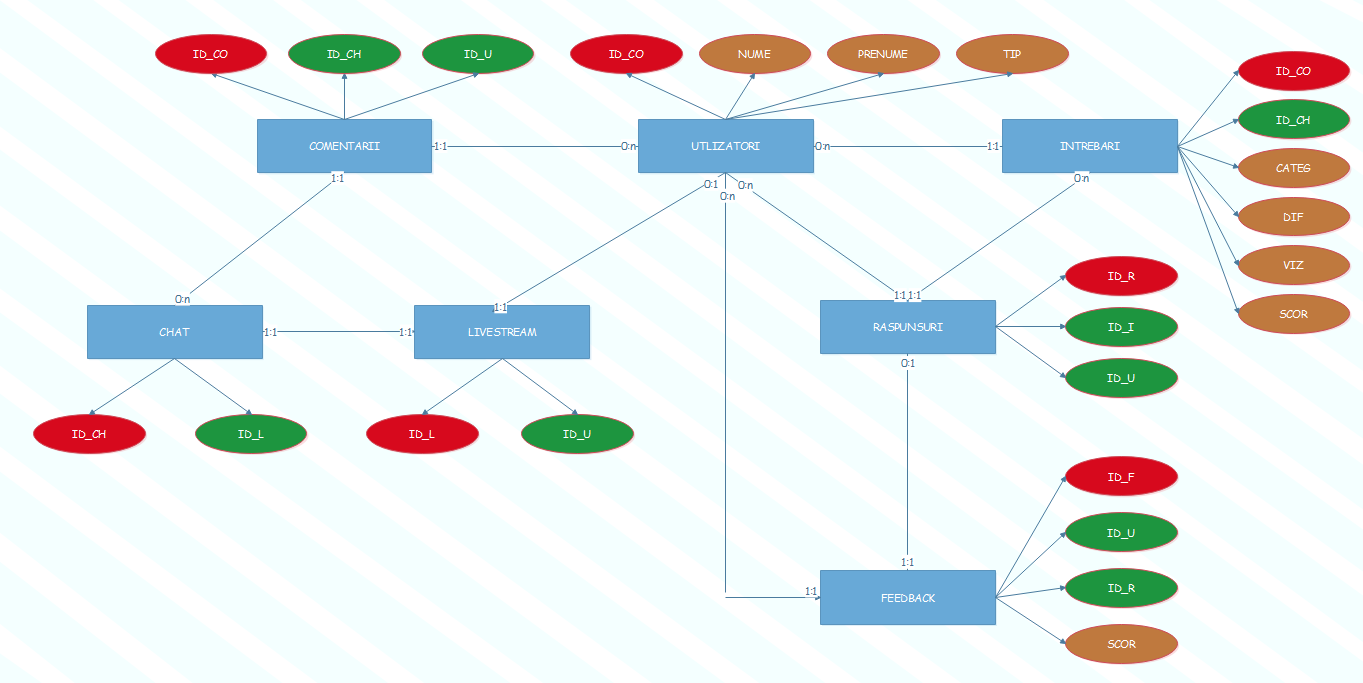 ID_CO ID_CH ID_U ID_CO NUME PRENUME TIP
ID_CO
ID_CH
COMENTARII 1:1 0:n UTLIZATORI 0:n 1:1 INTREBARI
CATEG
1:1 0:1 0:n 0:n
0:n
DIF
VIZ
ID_R
0:n 1:1 1:1 1:1
SCOR
CHAT 1:1 1:1 LIVESTREAM RASPUNSURI ID_I
0:1 ID_U
ID_CH ID_L ID_L ID_U
ID_F
ID_U
1:1
ID_R
1:1 FEEDBACK
SCOR